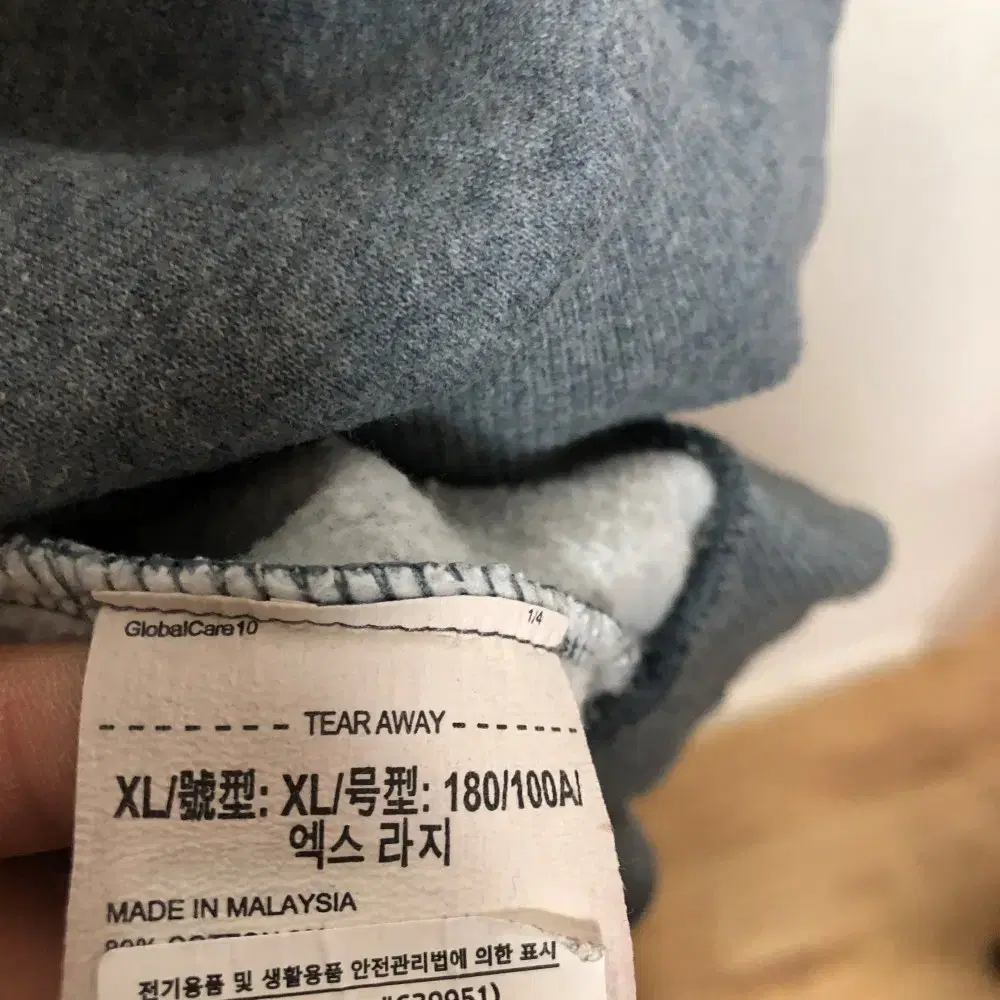 GlobalCare10 1/4
- - - - - - - TEAR AWAY - - - - - - -
XL/號型: XL/号型: 180/100A/
엑스 라지
MADE IN MALAYSIA
전기용품 및 생활용품 안전관리법에 의한 표시